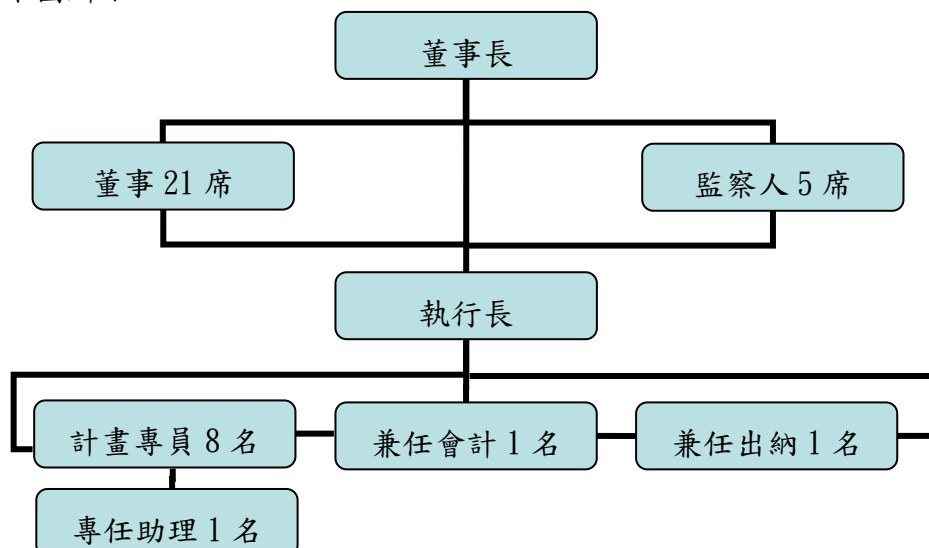 董事長
董事 21 席
監察人 5 席
執行長
計畫專員 8 名
兼任會計 1 名
兼任出納 1 名
專任助理 1 名